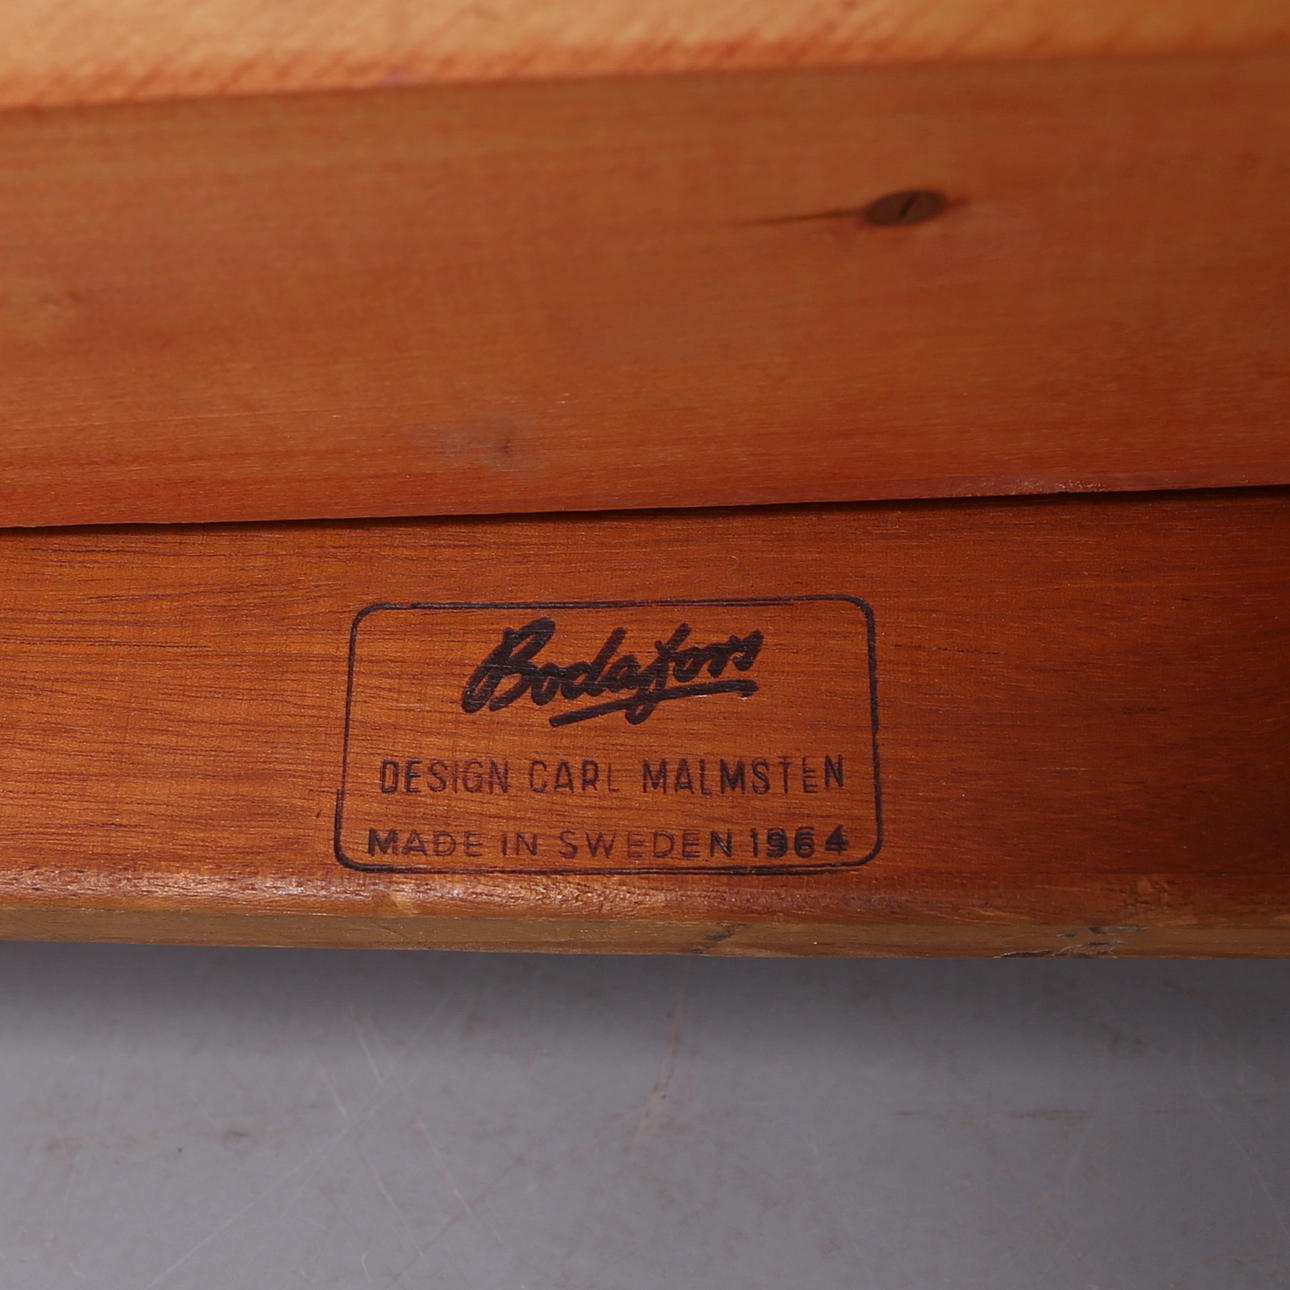 Bodafors
DESIGN CARL MALMSTEN
MADE IN SWEDEN 1964